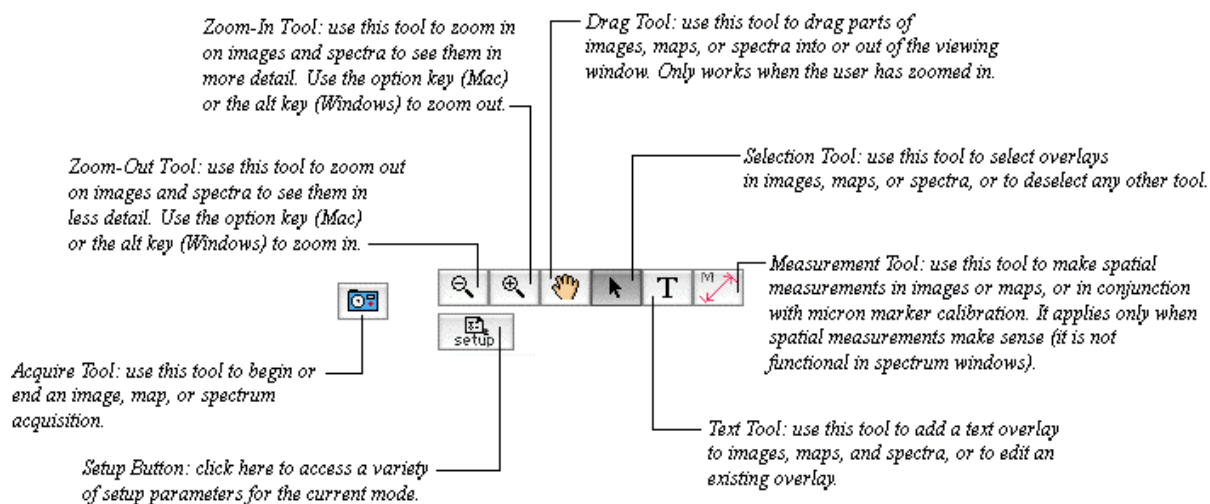 Zoom-In Tool: use this tool to zoom in
on images and spectra to see them in
more detail. Use the option key (Mac)
or the alt key (Windows) to zoom out.
Drag Tool: use this tool to drag parts of
images, maps, or spectra into or out of the viewing
window. Only works when the user has zoomed in.
Zoom-Out Tool: use this tool to zoom out
on images and spectra to see them in
less detail. Use the option key (Mac)
or the alt key (Windows) to zoom in.
Selection Tool: use this tool to select overlays
in images, maps, or spectra, or to deselect any other tool.
T
M
Measurement Tool: use this tool to make spatial
measurements in images or maps, or in conjunction
with micron marker calibration. It applies only when
spatial measurements make sense (it is not
functional in spectrum windows).
setup
Acquire Tool: use this tool to begin or
end an image, map, or spectrum
acquisition.
Text Tool: use this tool to add a text overlay
to images, maps, and spectra, or to edit an
existing overlay.
Setup Button: click here to access a variety
of setup parameters for the current mode.